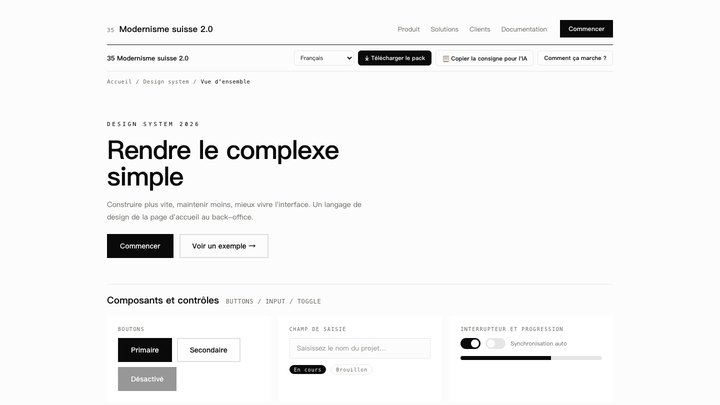 35 Modernisme suisse 2.0
Produit Solutions Clients Documentation Commencer
35 Modernisme suisse 2.0 Français ↓ Télécharger le pack 📋 Copier la consigne pour l'IA Comment ça marche ?
Accueil / Design system / Vue d'ensemble
DESIGN SYSTEM 2026
Rendre le complexe
simple
Construire plus vite, maintenir moins, mieux vivre l'interface. Un langage de
design de la page d'accueil au back-office.
Commencer Voir un exemple →
Composants et contrôles BUTTONS / INPUT / TOGGLE
BOUTONS
Primaire Secondaire
Désactivé
CHAMP DE SAISIE
Saisissez le nom du projet...
En cours Brouillon
INTERRUPTEUR ET PROGRESSION
Synchronisation auto